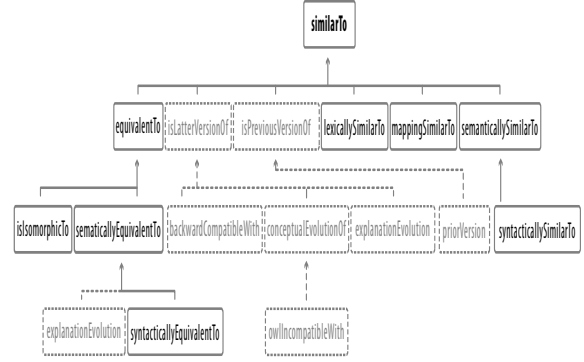 similarTo
equivalentTo isLatterVersionOf isPreviousVersionOf lexicallySimilarTo mappingSimilarTo semanticallySimilarTo
isIsomorphicTo sematicallyEquivalentTo backwardCompatibleWith conceptualEvolutionOf explanationEvolution priorVersion syntacticallySimilarTo
explanationEvolution syntacticallyEquivalentTo owlIncompatibleWith